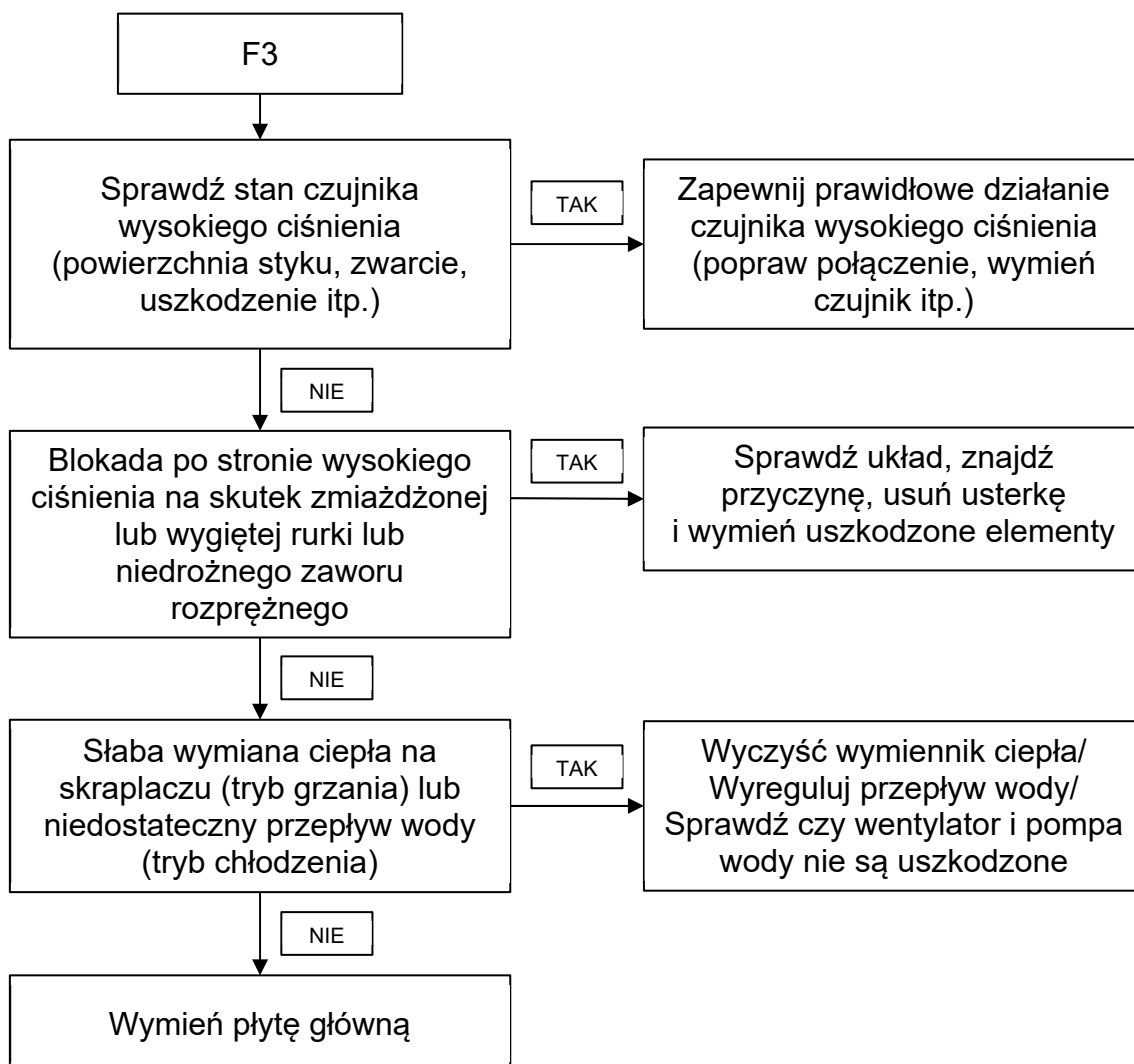 F3
Sprawdź stan czujnika
wysokiego ciśnienia
(powierzchnia styku, zwarcie,
uszkodzenie itp.)
TAK
Zapewnij prawidłowe działanie
czujnika wysokiego ciśnienia
(popraw połączenie, wymień
czujnik itp.)
NIE
Blokada po stronie wysokiego
ciśnienia na skutek zmiażdżonej
lub wygiętej rurki lub
niedrożnego zaworu
rozprężnego
TAK
Sprawdź układ, znajdź
przyczynę, usuń usterkę
i wymień uszkodzone elementy
NIE
Słaba wymiana ciepła na
skraplaczu (tryb grzania) lub
niedostateczny przepływ wody
(tryb chłodzenia)
TAK
Wyczyść wymiennik ciepła/
Wyreguluj przepływ wody/
Sprawdź czy wentylator i pompa
wody nie są uszkodzone
NIE
Wymień płytę główną